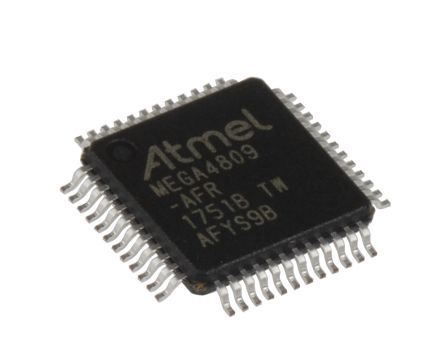 Atmel
MEGA4809
-AFR
1751B TW
AFYS9B